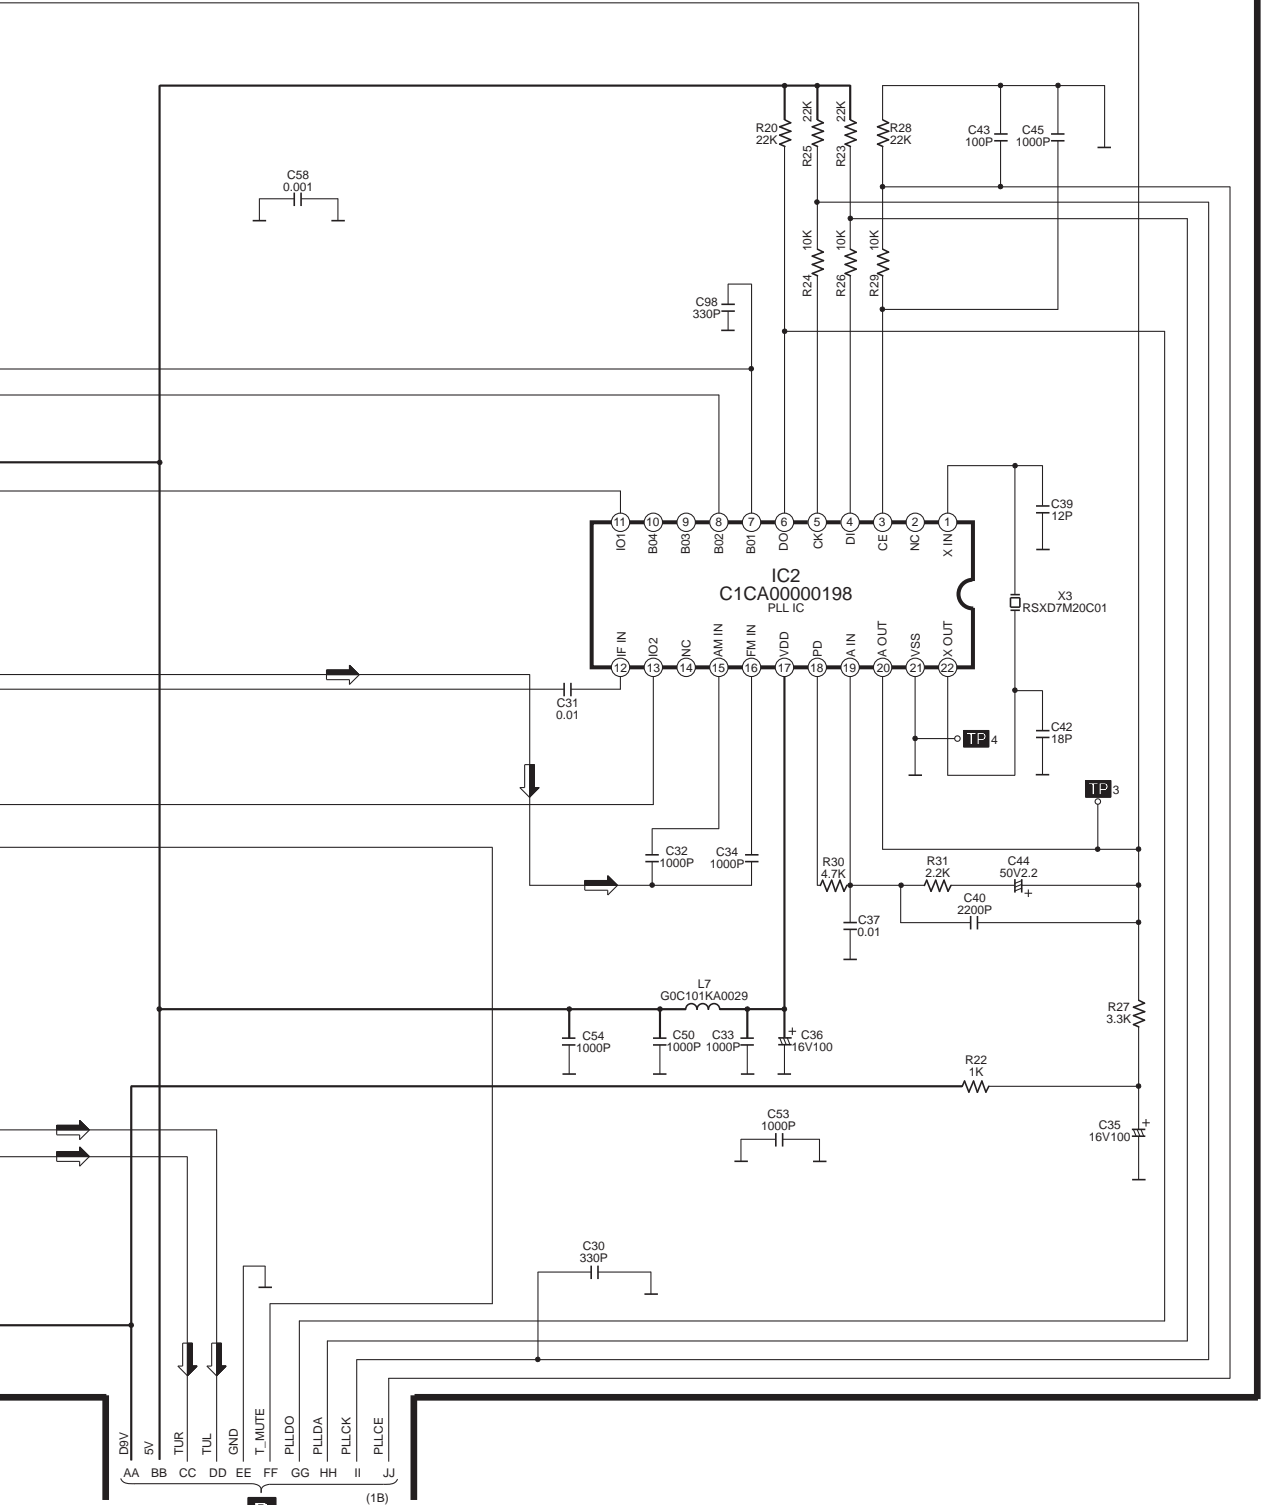 R20
22K
22K
R25
22K
R23
R28
22K
C43
100P
C45
1000P
C58
0.001
10K
R24
10K
R26
10K
R29
C98
330P
C39
12P
11 10 9 8 7 6 5 4 3 2 1
IO1 B04 B03 B02 B01 DO CK DI CE NC X IN
IC2
C1CA00000198
PLL IC
X3
RSXD7M20C01
IF IN IO2 NC AM IN FM IN VDD PD A IN A OUT VSS X OUT
12 13 14 15 16 17 18 19 20 21 22
C31
0.01
C42
18P
TP 4
TP 3
C32
1000P
C34
1000P
R30
4.7K
R31
2.2K
C44
50V2.2
+
C40
2200P
C37
0.01
L7
G0C101KA0029
C54
1000P
C50
1000P
C33
1000P
+ C36
16V100
R27
3.3K
R22
1K
C53
1000P
C35
16V100
+
C30
330P
D9V 5V TUR TUL GND T_MUTE PLLDO PLLDA PLLCK PLLCE
AA BB CC DD EE FF GG HH II JJ
(1B)